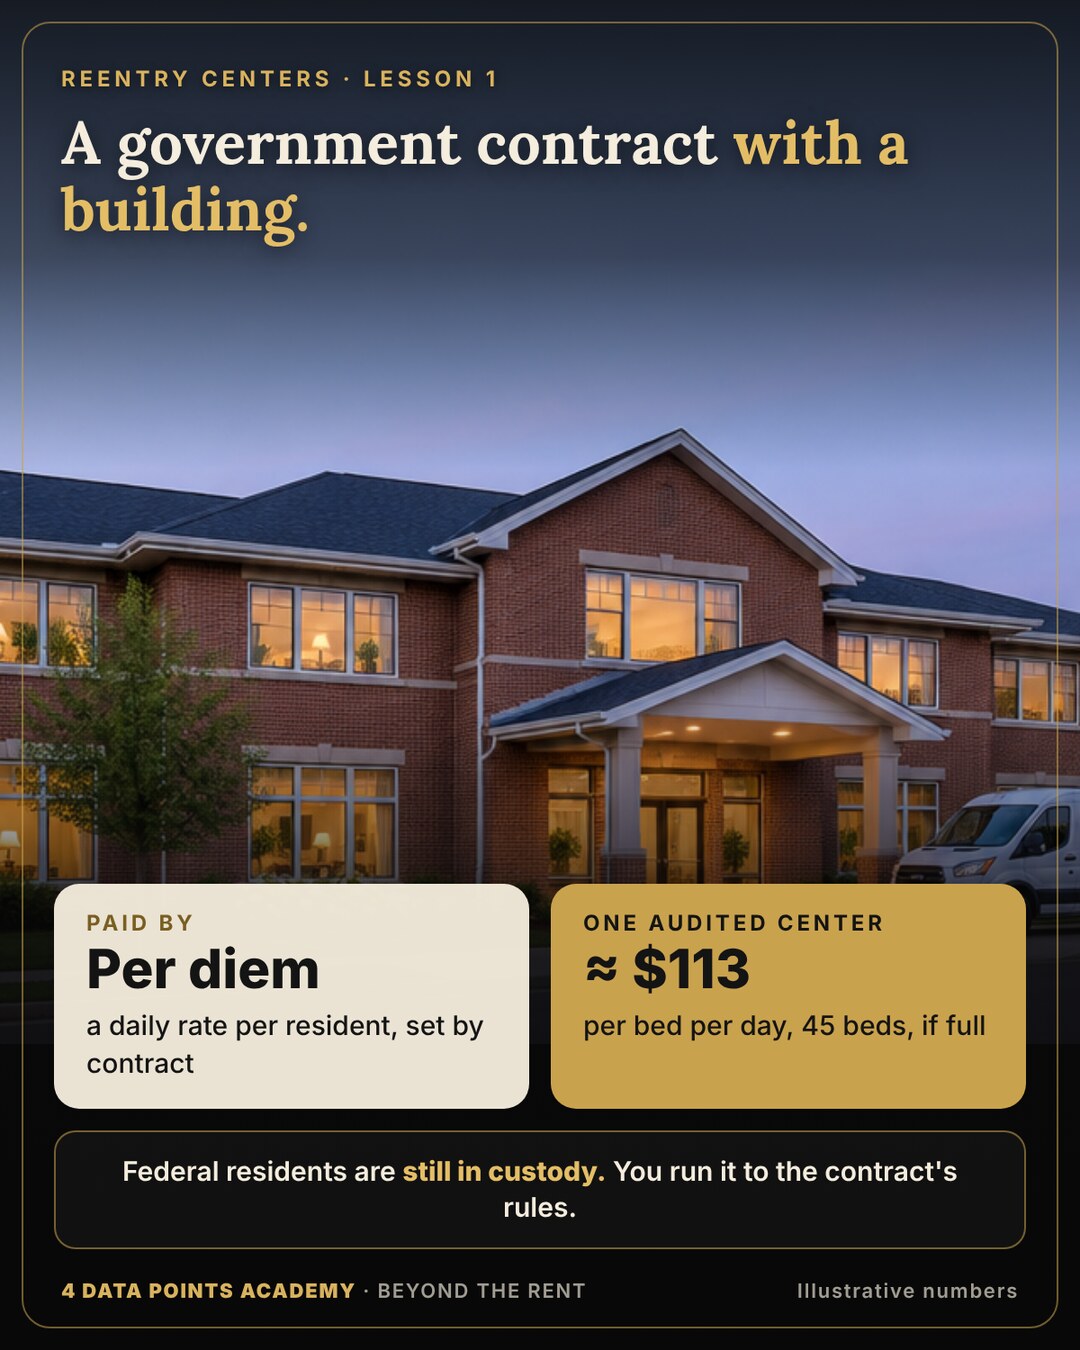 REENTRY CENTERS · LESSON 1
A government contract with a
building.
PAID BY
Per diem
a daily rate per resident, set by
contract
ONE AUDITED CENTER
≈ $113
per bed per day, 45 beds, if full
Federal residents are still in custody. You run it to the contract's
rules.
4 DATA POINTS ACADEMY · BEYOND THE RENT
Illustrative numbers